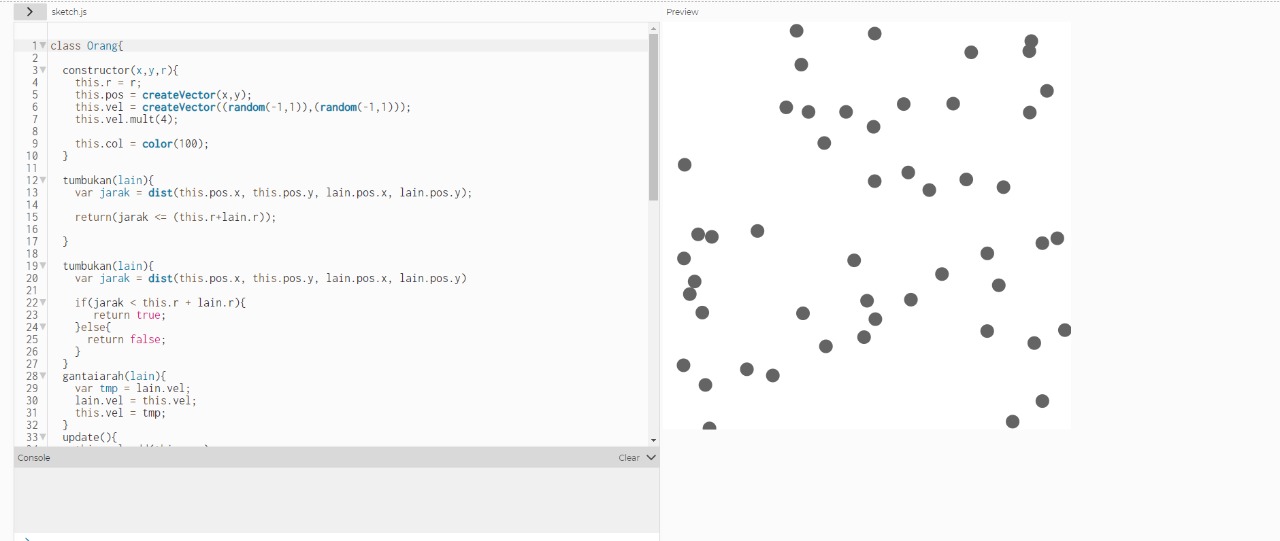 sketch.js
Preview
1 class Orang{
2
3 constructor(x,y,r){
4 this.r = r;
5 this.pos = createVector(x,y);
6 this.vel = createVector((random(-1,1)),(random(-1,1)));
7 this.vel.mult(4);
8
9 this.col = color(100);
10 }
11
12 tumbukan(lain){
13 var jarak = dist(this.pos.x, this.pos.y, lain.pos.x, lain.pos.y);
14
15 return(jarak <= (this.r+lain.r));
16
17 }
18
19 tumbukan(lain){
20 var jarak = dist(this.pos.x, this.pos.y, lain.pos.x, lain.pos.y)
21
22 if(jarak < this.r + lain.r){
23 return true;
24 }else{
25 return false;
26 }
27 }
28 gantaiarah(lain){
29 var tmp = lain.vel;
30 lain.vel = this.vel;
31 this.vel = tmp;
32 }
33 update(){
Console
Clear